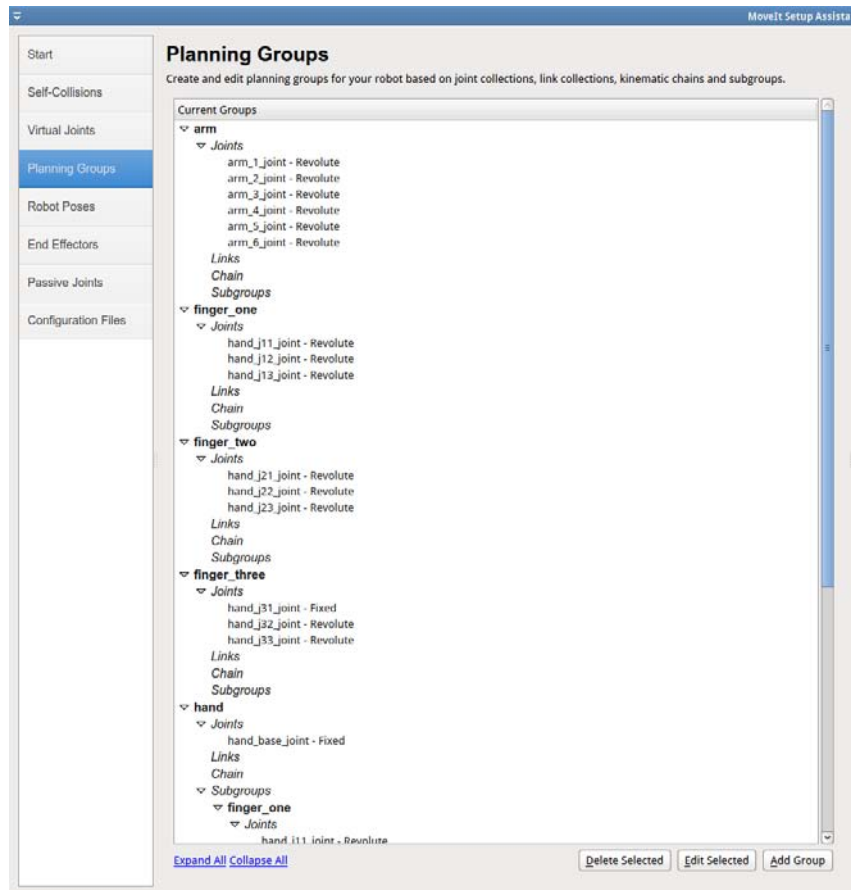 MoveIt Setup Assista
Start
Self-Collisions
Virtual Joints
Planning Groups
Robot Poses
End Effectors
Passive Joints
Configuration Files
Planning Groups
Create and edit planning groups for your robot based on joint collections, link collections, kinematic chains and subgroups.
Current Groups
arm
Joints
arm_1_joint - Revolute
arm_2_joint - Revolute
arm_3_joint - Revolute
arm_4_joint - Revolute
arm_5_joint - Revolute
arm_6_joint - Revolute
Links
Chain
Subgroups
finger_one
Joints
hand_j11_joint - Revolute
hand_j12_joint - Revolute
hand_j13_joint - Revolute
Links
Chain
Subgroups
finger_two
Joints
hand_j21_joint - Revolute
hand_j22_joint - Revolute
hand_j23_joint - Revolute
Links
Chain
Subgroups
finger_three
Joints
hand_j31_joint - Fixed
hand_j32_joint - Revolute
hand_j33_joint - Revolute
Links
Chain
Subgroups
hand
Joints
hand_base_joint - Fixed
Links
Chain
Subgroups
finger_one
Joints
hand_j11_joint - Revolute
Expand All Collapse All
Delete Selected
Edit Selected
Add Group